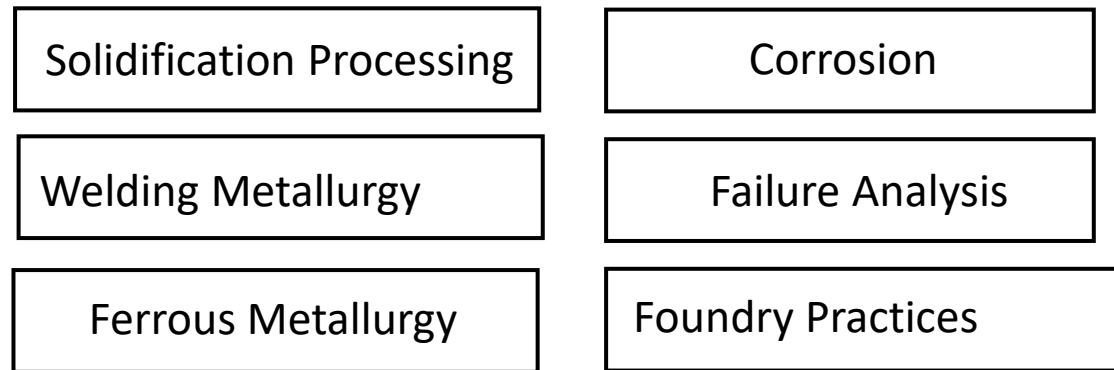 Solidification Processing
Corrosion
Welding Metallurgy
Failure Analysis
Ferrous Metallurgy
Foundry Practices